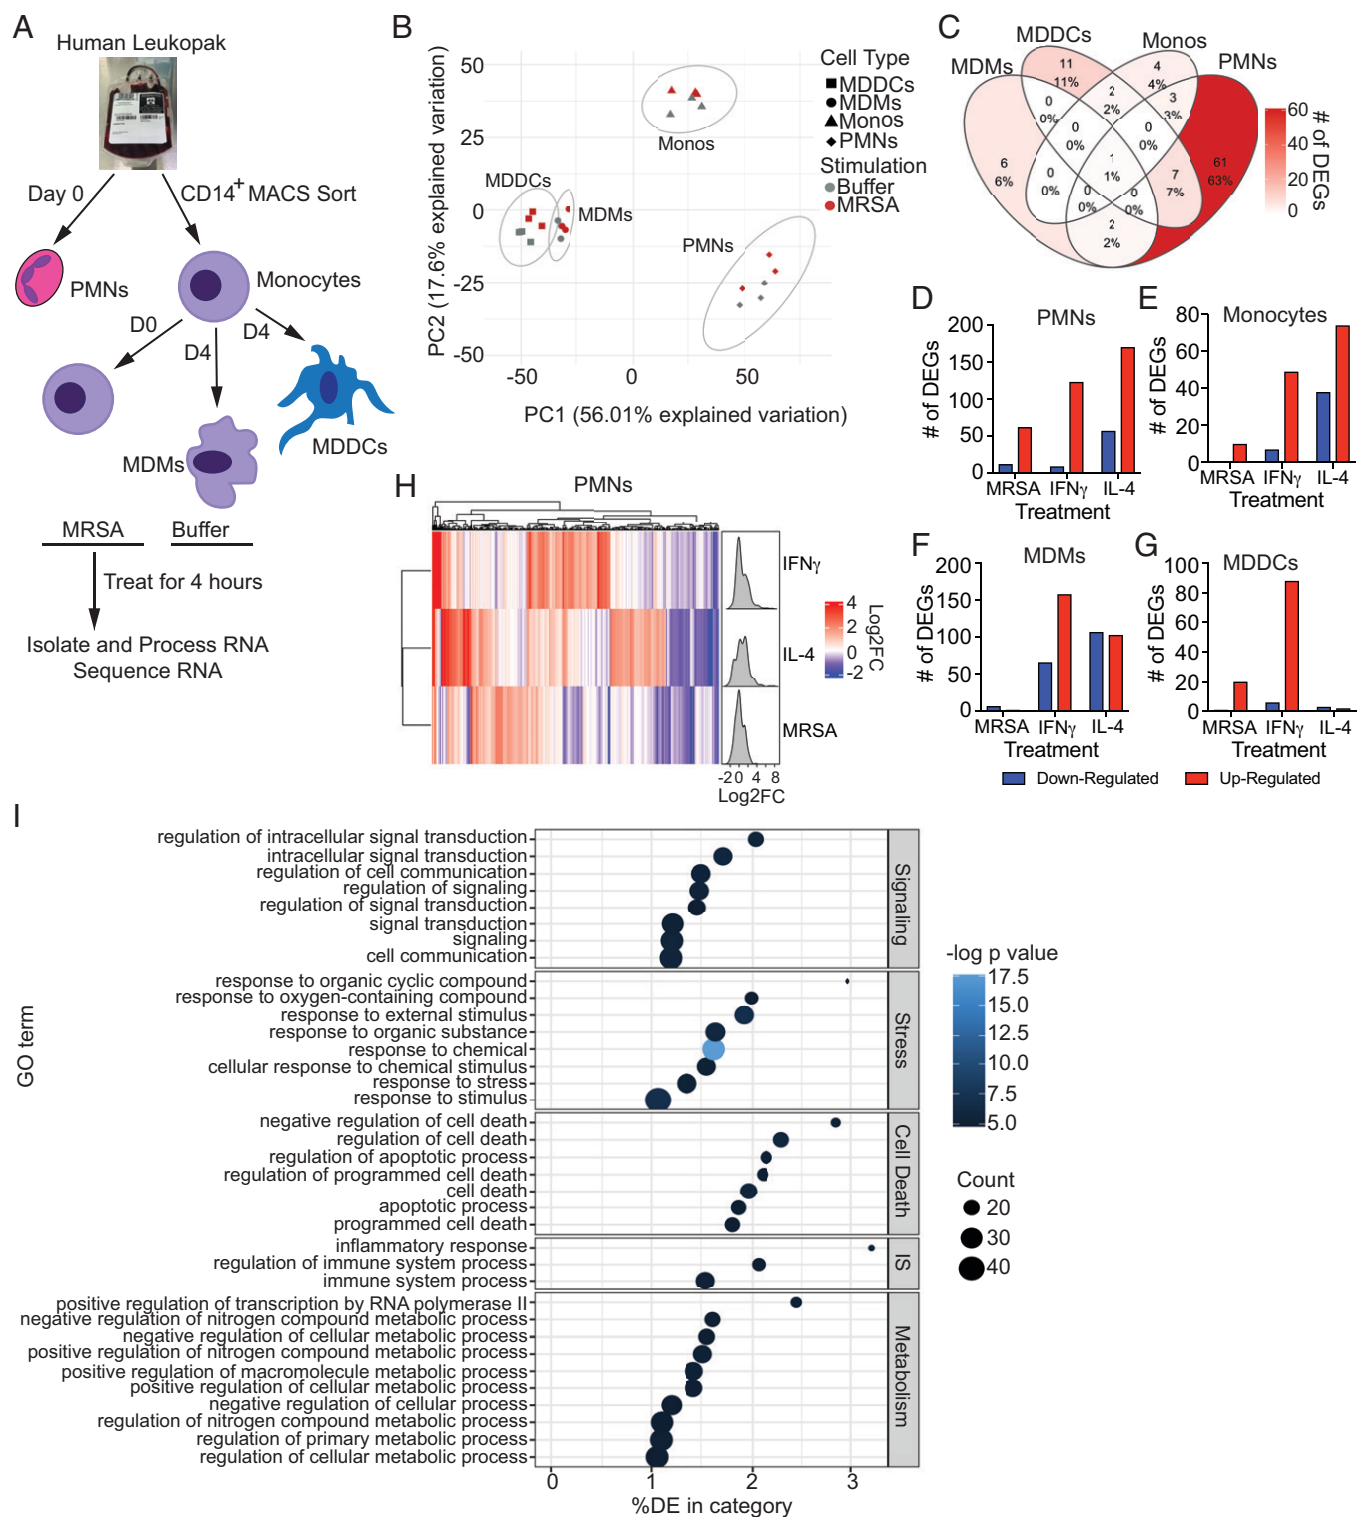 A
Human Leukopak
Day 0
CD14+ MACS Sort
PMNs
Monocytes
D0
D4
D4
MDMs
MDDCs
MRSA
Buffer
Treat for 4 hours
Isolate and Process RNA
Sequence RNA
B
PC2 (17.6% explained variation)
50
25
0
-25
-50
-50
0
50
PC1 (56.01% explained variation)
Monos
MDDCs
MDMs
PMNs
Cell Type
MDDCs
MDMs
Monos
PMNs
Stimulation
Buffer
MRSA
C
MDMs
MDDCs
Monos
PMNs
11
11%
4
4%
2
2%
3
3%
0
0%
0
0%
0
0%
6
6%
61
63%
0
0%
1
1%
7
7%
0
0%
0
0%
2
2%
60
40
20
0
# of DEGs
D
PMNs
# of DEGs
200
150
100
50
0
MRSA IFNγ IL-4
Treatment
E
Monocytes
# of DEGs
80
60
40
20
0
MRSA IFNγ IL-4
Treatment
F
MDMs
# of DEGs
200
150
100
50
0
MRSA IFNγ IL-4
Treatment
G
MDDCs
# of DEGs
100
80
60
40
20
0
MRSA IFNγ IL-4
Treatment
Down-Regulated
Up-Regulated
H
PMNs
IFNγ
IL-4
MRSA
4
2
0
-2
Log2FC
-2 0 4 8
Log2FC
I
GO term
regulation of intracellular signal transduction
intracellular signal transduction
regulation of cell communication
regulation of signaling
regulation of signal transduction
signal transduction
signaling
cell communication
Signaling
response to organic cyclic compound
response to oxygen-containing compound
response to external stimulus
response to organic substance
response to chemical
cellular response to chemical stimulus
response to stress
response to stimulus
Stress
negative regulation of cell death
regulation of cell death
regulation of apoptotic process
regulation of programmed cell death
cell death
apoptotic process
programmed cell death
Cell Death
inflammatory response
regulation of immune system process
immune system process
IS
positive regulation of transcription by RNA polymerase II
negative regulation of nitrogen compound metabolic process
negative regulation of cellular metabolic process
positive regulation of nitrogen compound metabolic process
positive regulation of macromolecule metabolic process
positive regulation of cellular metabolic process
negative regulation of cellular process
regulation of nitrogen compound metabolic process
regulation of primary metabolic process
regulation of cellular metabolic process
Metabolism
0
1
2
3
%DE in category
-log p value
17.5
15.0
12.5
10.0
7.5
5.0
Count
20
30
40